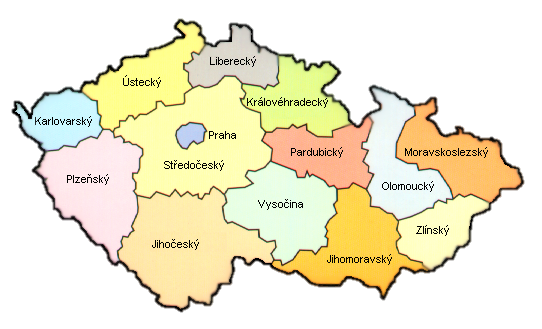 Liberecký
Ústecký
Královéhradecký
Karlovarský
Praha
Středočeský
Pardubický
Moravskoslezský
Plzeňský
Olomoucký
Vysočina
Zlínský
Jihočeský
Jihomoravský